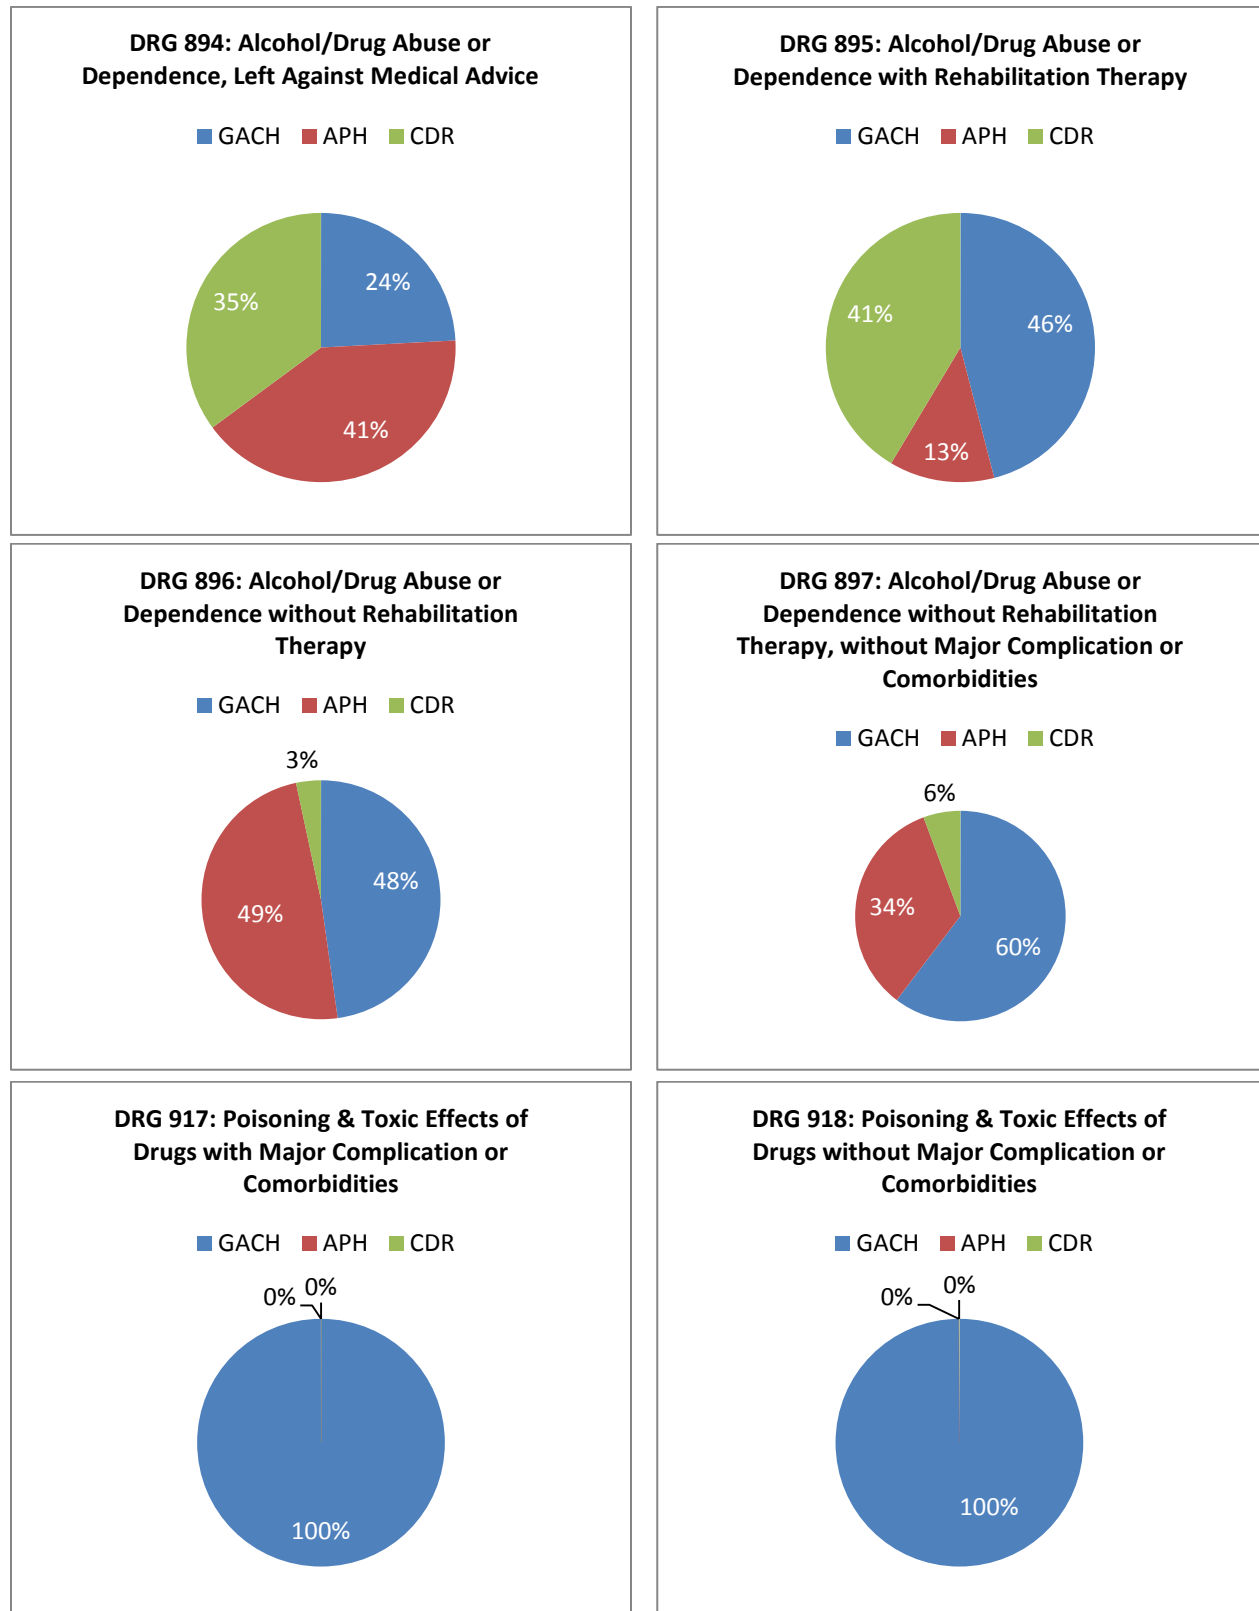 DRG 894: Alcohol/Drug Abuse or
Dependence, Left Against Medical Advice
GACH APH CDR
24%
35%
41%
DRG 895: Alcohol/Drug Abuse or
Dependence with Rehabilitation Therapy
GACH APH CDR
41%
46%
13%
DRG 896: Alcohol/Drug Abuse or
Dependence without Rehabilitation
Therapy
GACH APH CDR
3%
48%
49%
DRG 897: Alcohol/Drug Abuse or
Dependence without Rehabilitation
Therapy, without Major Complication or
Comorbidities
GACH APH CDR
6%
34%
60%
DRG 917: Poisoning & Toxic Effects of
Drugs with Major Complication or
Comorbidities
GACH APH CDR
0% 0%
100%
DRG 918: Poisoning & Toxic Effects of
Drugs without Major Complication or
Comorbidities
GACH APH CDR
0% 0%
100%